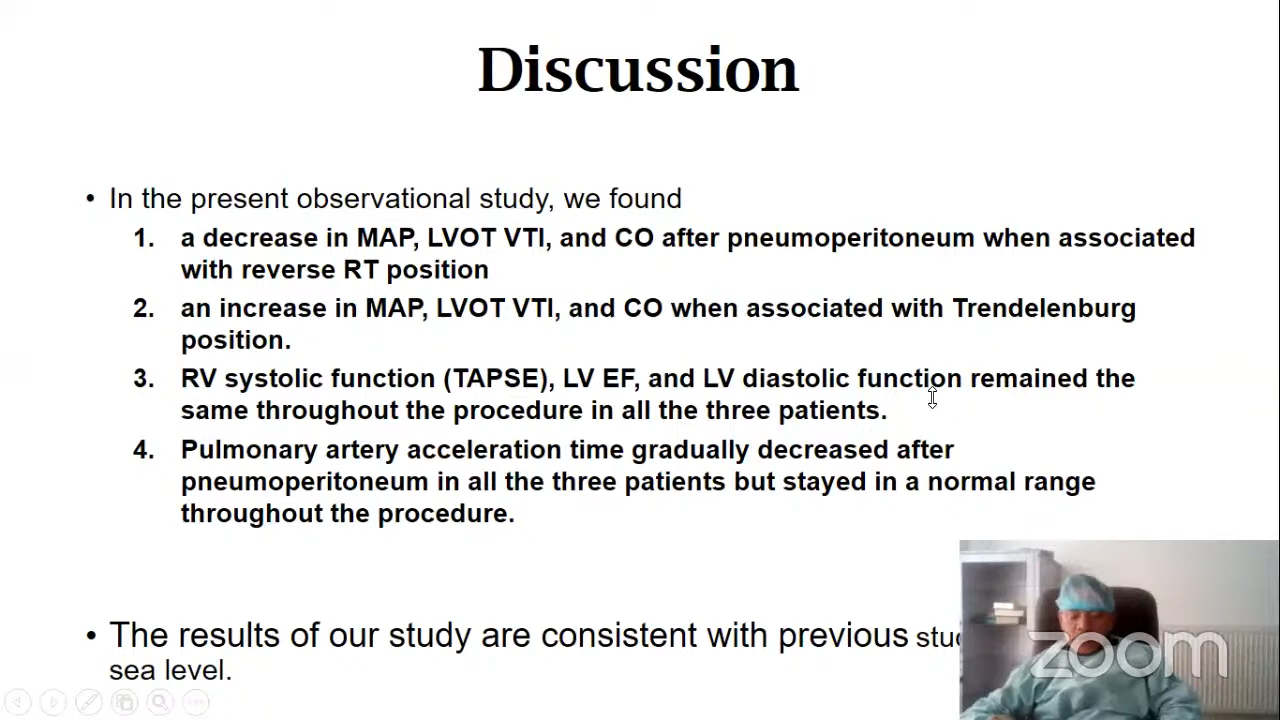 Discussion
• In the present observational study, we found
1. a decrease in MAP, LVOT VTI, and CO after pneumoperitoneum when associated
with reverse RT position
2. an increase in MAP, LVOT VTI, and CO when associated with Trendelenburg
position.
3. RV systolic function (TAPSE), LV EF, and LV diastolic function remained the
same throughout the procedure in all the three patients.
4. Pulmonary artery acceleration time gradually decreased after
pneumoperitoneum in all the three patients but stayed in a normal range
throughout the procedure.
• The results of our study are consistent with previous
sea level.
zoom